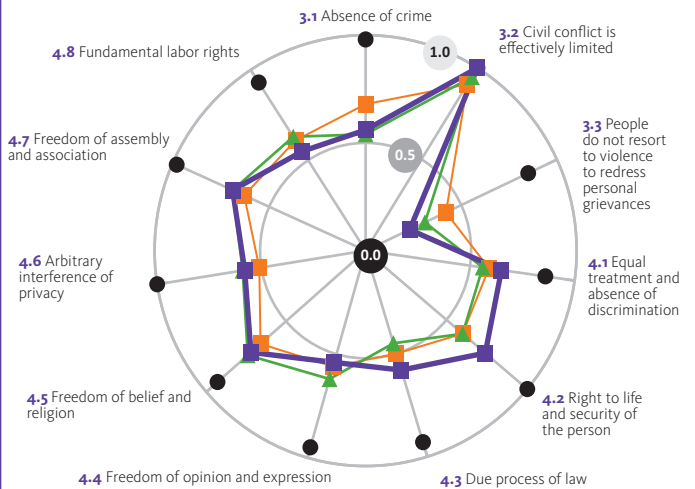 3.1 Absence of crime
3.2 Civil conflict is
effectively limited
1.0
4.8 Fundamental labor rights
3.3 People
do not resort
to violence
to redress
personal
grievances
4.7 Freedom of assembly
and association
0.5
0.0
4.1 Equal
treatment and
absence of
discrimination
4.6 Arbitrary
interference of
privacy
4.2 Right to life
and security of
the person
4.5 Freedom of belief and
religion
4.4 Freedom of opinion and expression
4.3 Due process of law